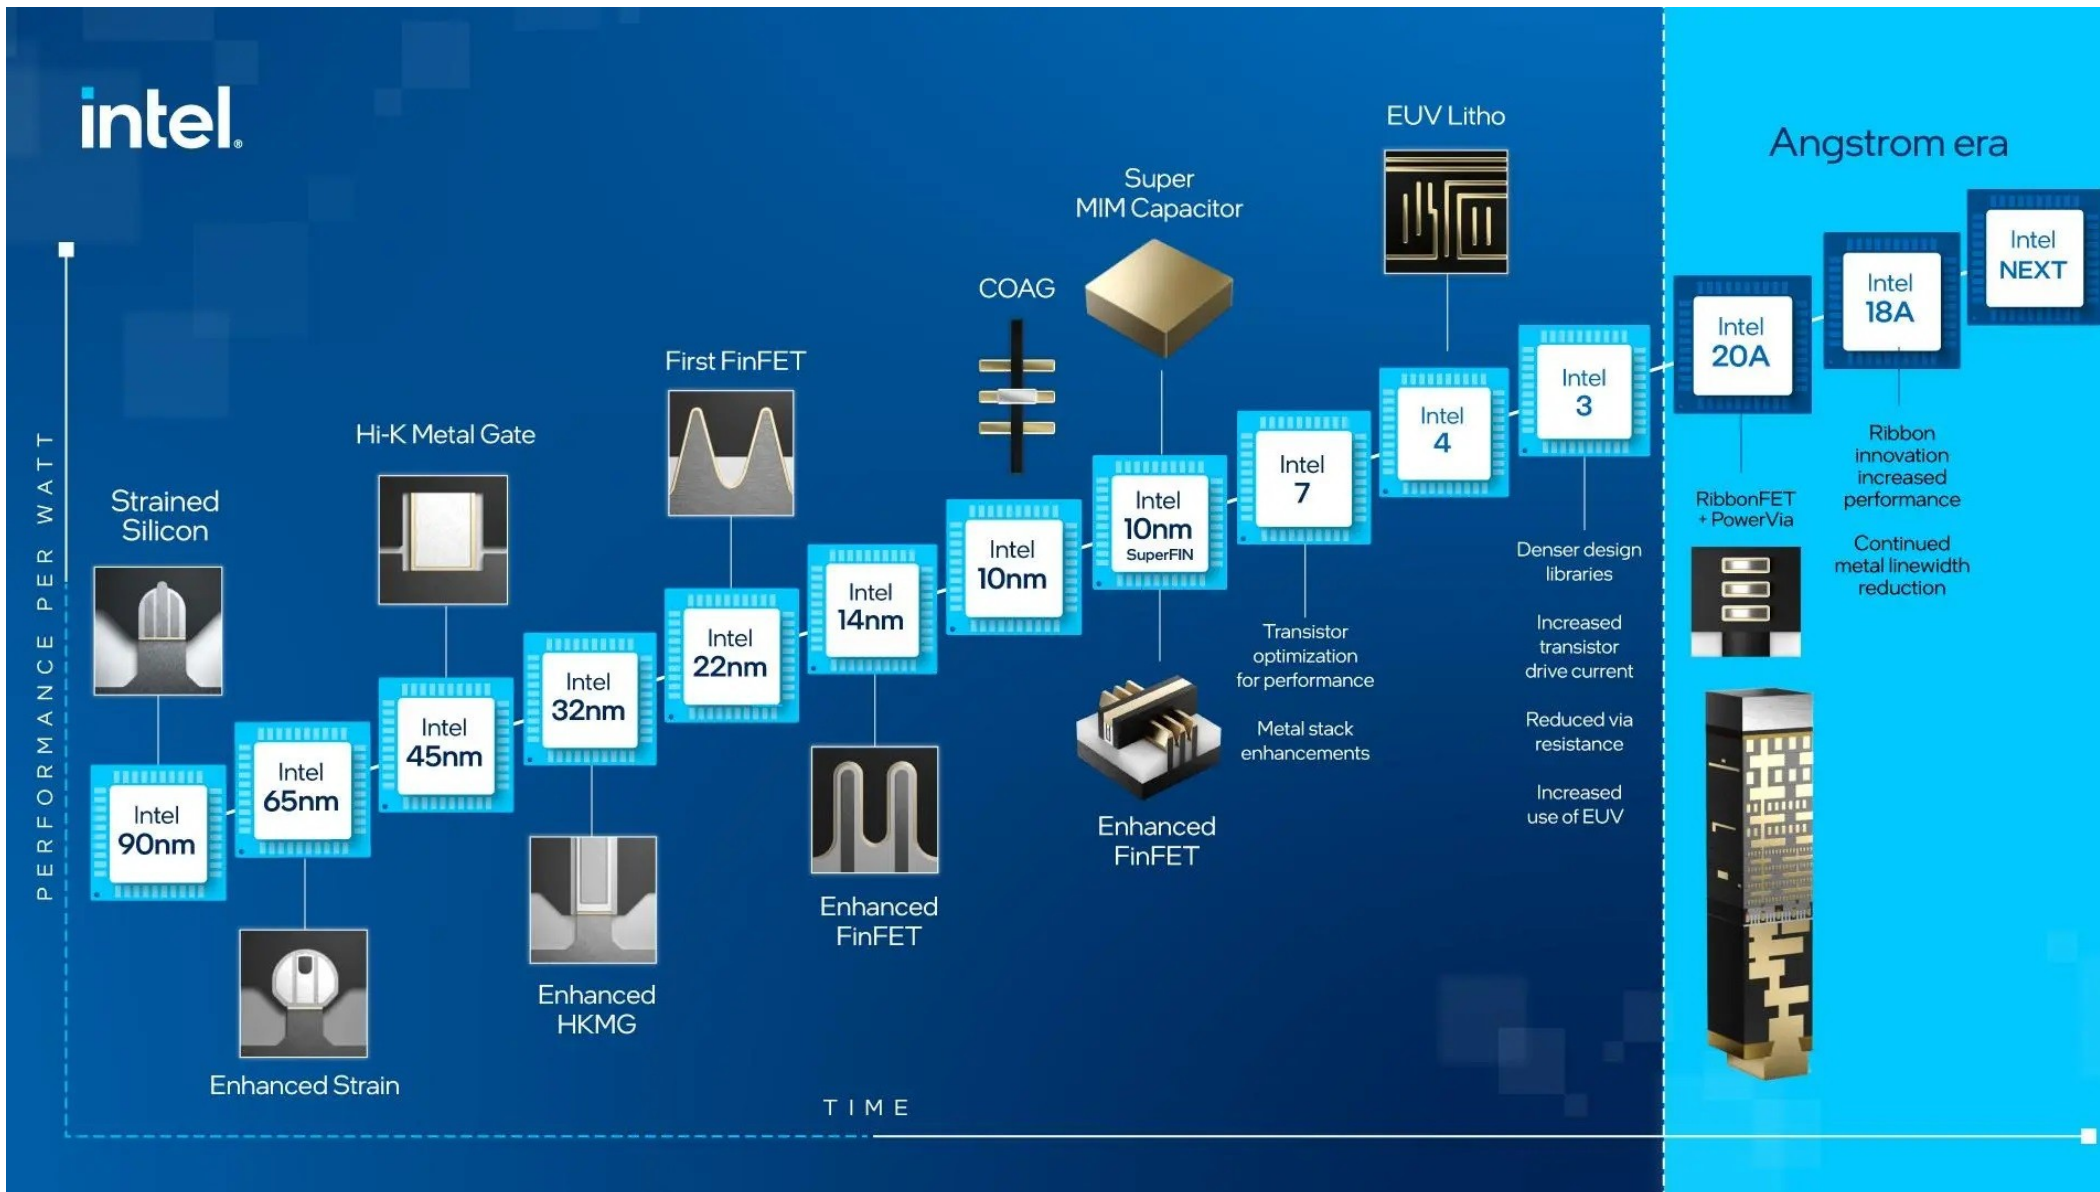 intel®
PERFORMANCE PER WATT
Strained
Silicon
Intel
90nm
Intel
65nm
Enhanced Strain
Hi-K Metal Gate
Intel
45nm
Intel
32nm
Enhanced
HKMG
First FinFET
Intel
22nm
Intel
14nm
Enhanced
FinFET
COAG
Intel
10nm
Super
MIM Capacitor
Intel
10nm
SuperFIN
Enhanced
FinFET
Intel
7
Transistor
optimization
for performance
Metal stack
enhancements
EUV Litho
Intel
4
Intel
3
Denser design
libraries
Increased
transistor
drive current
Reduced via
resistance
Increased
use of EUV
Angstrom era
Intel
20A
RibbonFET
+ PowerVia
Intel
18A
Ribbon
innovation
increased
performance
Continued
metal linewidth
reduction
Intel
NEXT
TIME